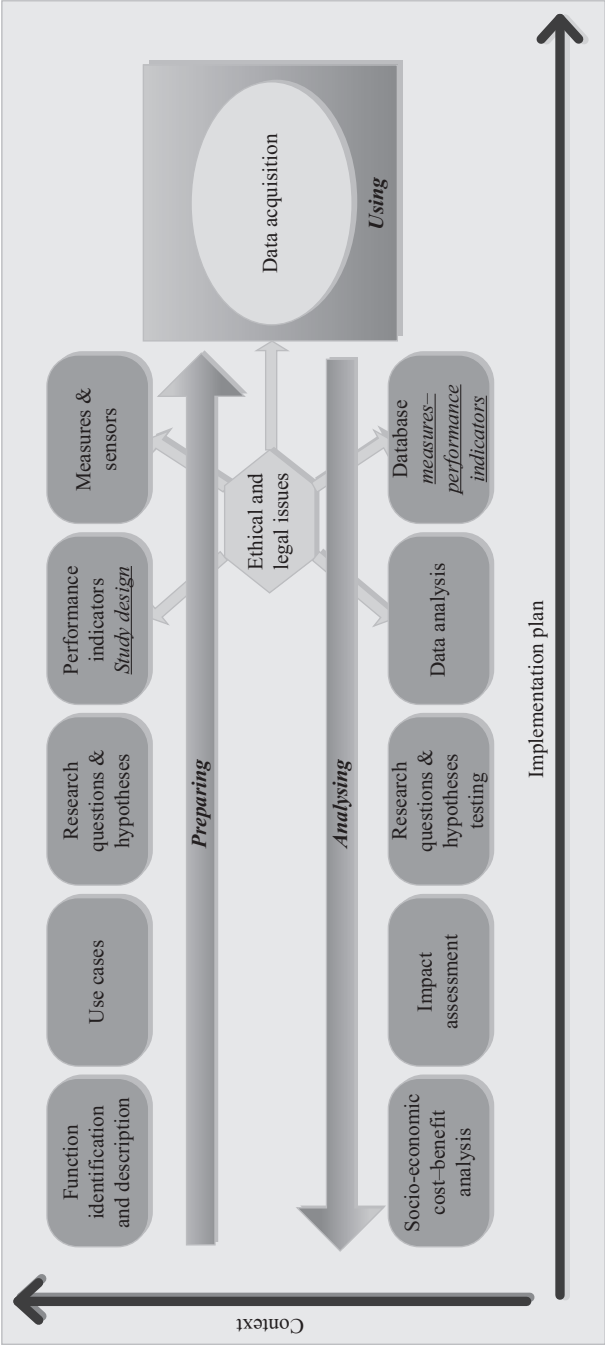 Context
Function
identification
and description
Use cases
Research
questions &
hypotheses
Performance
indicators
Study design
Measures &
sensors
Preparing
Ethical and
legal issues
Data acquisition
Using
Analysing
Socio-economic
cost–benefit
analysis
Impact
assessment
Research
questions &
hypotheses
testing
Data analysis
Database
measures–
performance
indicators
Implementation plan